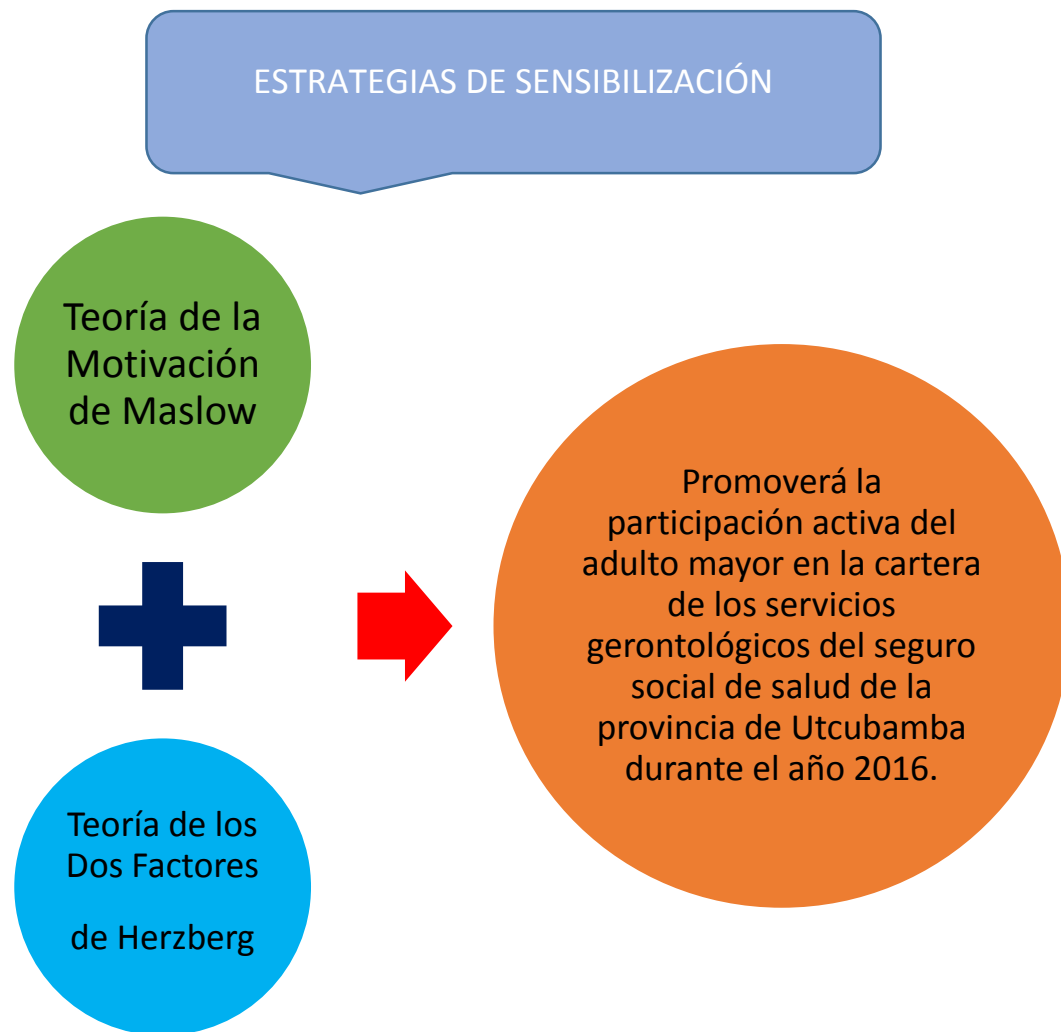 ESTRATEGIAS DE SENSIBILIZACIÓN
Teoría de la
Motivación
de Maslow
Teoría de los
Dos Factores
de Herzberg
Promoverá la
participación activa del
adulto mayor en la cartera
de los servicios
gerontológicos del seguro
social de salud de la
provincia de Utcubamba
durante el año 2016.